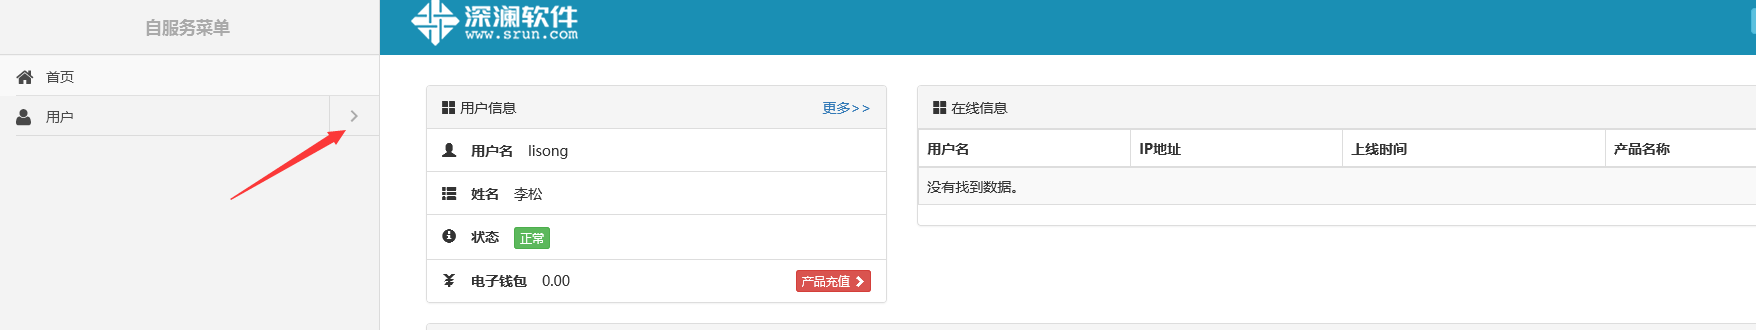 自服务菜单
首页
用户
深澜软件
www.srun.com
用户信息 更多>>
用户名 lisong
姓名 李松
状态 正常
电子钱包 0.00 产品充值
在线信息
用户名 IP地址 上线时间 产品名称
没有找到数据。